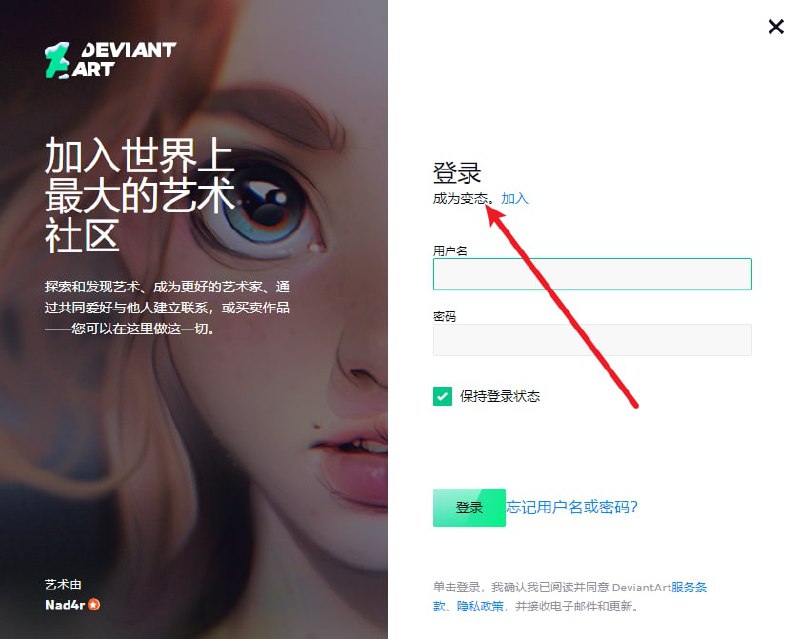 DEVIANT
ART
加入世界上
最大的艺术
社区
探索和发现艺术、成为更好的艺术家、通
过共同爱好与他人建立联系，或买卖作品
——您可以在这里做这一切。
艺术由
Nad4r
登录
成为变态。加入
用户名
密码
保持登录状态
登录 忘记用户名或密码?
单击登录，我确认我已阅读并同意 DeviantArt服务条
款、隐私政策，并接收电子邮件和更新。